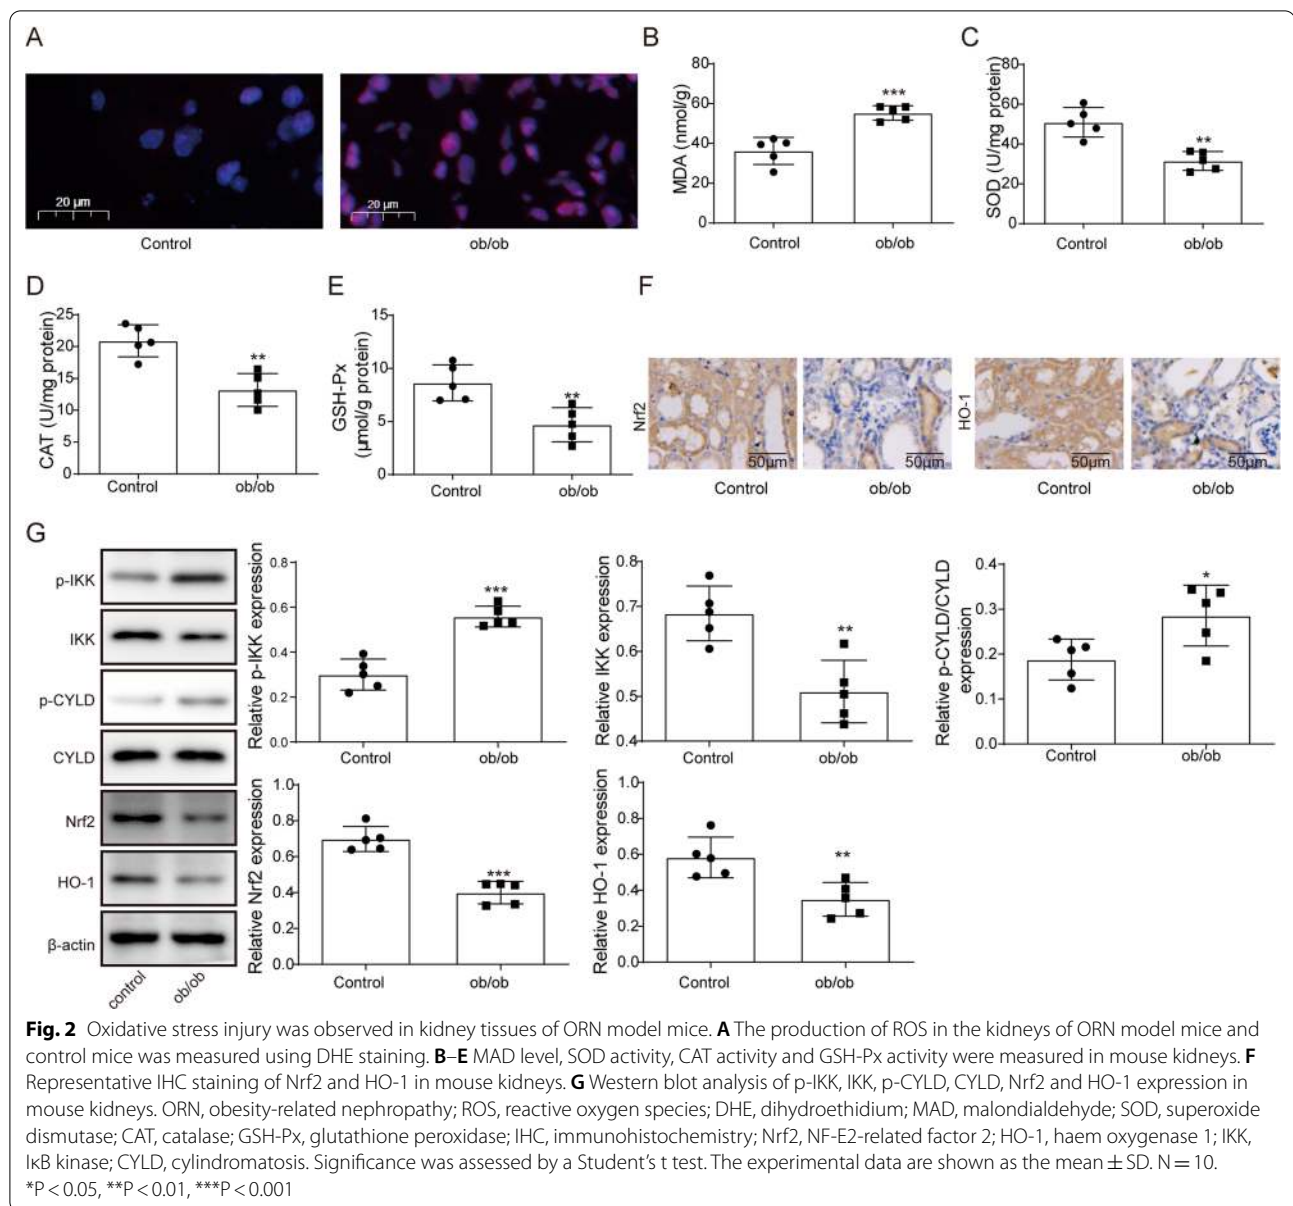 A
20 µm
Control
20 µm
ob/ob
B
MDA (nmol/g)
80
60
40
20
0
***
Control
ob/ob
C
SOD (U/mg protein)
80
60
40
20
0
**
Control
ob/ob
D
CAT (U/mg protein)
25
20
15
10
5
0
**
Control
ob/ob
E
GSH-Px
(µmol/g protein)
15
10
5
0
**
Control
ob/ob
F
Nrf2
50µm
Control
50µm
ob/ob
HO-1
50µm
Control
50µm
ob/ob
G
p-IKK
IKK
p-CYLD
CYLD
Nrf2
HO-1
β-actin
control
ob/ob
Relative p-IKK expression
0.8
0.6
0.4
0.2
0.0
***
Control
ob/ob
Relative IKK expression
0.8
0.7
0.6
0.5
0.4
**
Control
ob/ob
Relative p-CYLD/CYLD
expression
0.4
0.3
0.2
0.1
0.0
*
Control
ob/ob
Relative Nrf2 expression
1.0
0.8
0.6
0.4
0.2
0.0
***
Control
ob/ob
Relative HO-1 expression
1.0
0.8
0.6
0.4
0.2
0.0
**
Control
ob/ob
Fig. 2 Oxidative stress injury was observed in kidney tissues of ORN model mice. A The production of ROS in the kidneys of ORN model mice and
control mice was measured using DHE staining. B–E MAD level, SOD activity, CAT activity and GSH-Px activity were measured in mouse kidneys. F
Representative IHC staining of Nrf2 and HO-1 in mouse kidneys. G Western blot analysis of p-IKK, IKK, p-CYLD, CYLD, Nrf2 and HO-1 expression in
mouse kidneys. ORN, obesity-related nephropathy; ROS, reactive oxygen species; DHE, dihydroethidium; MAD, malondialdehyde; SOD, superoxide
dismutase; CAT, catalase; GSH-Px, glutathione peroxidase; IHC, immunohistochemistry; Nrf2, NF-E2-related factor 2; HO-1, haem oxygenase 1; IKK,
IκB kinase; CYLD, cylindromatosis. Significance was assessed by a Student's t test. The experimental data are shown as the mean ± SD. N = 10.
*P < 0.05, **P < 0.01, ***P < 0.001